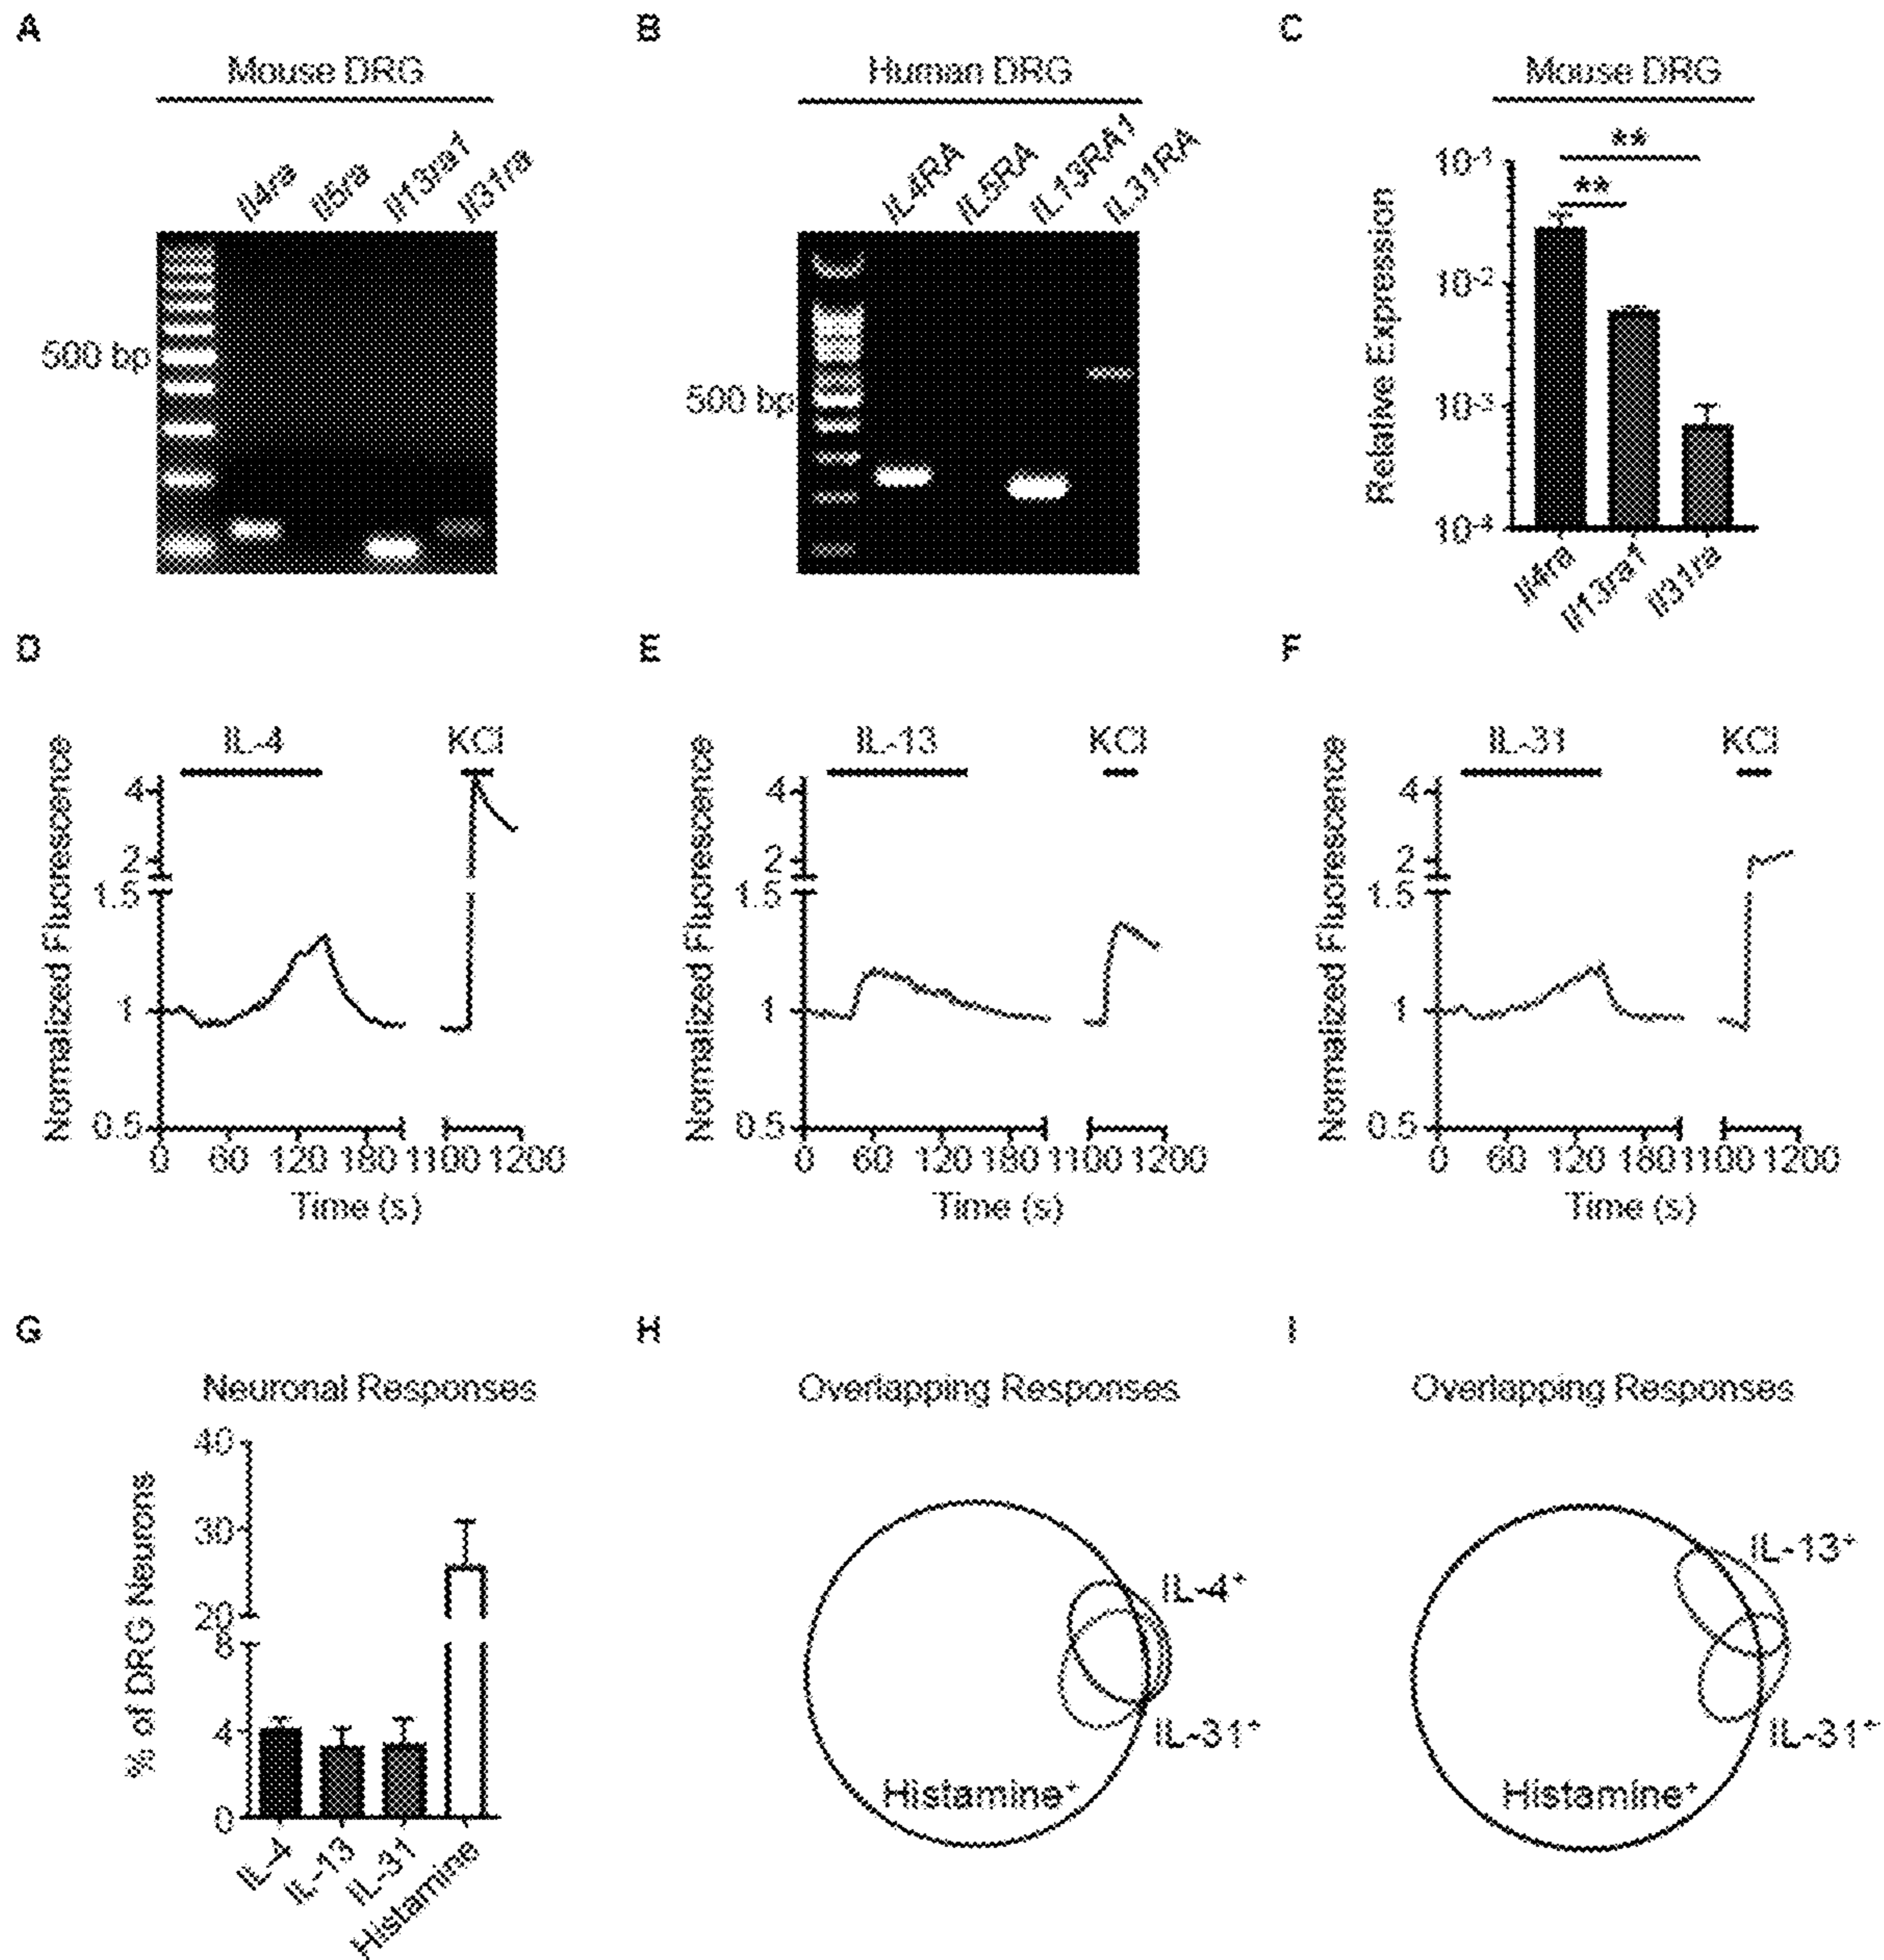 A
Mouse DRG
Il4ra
Il5ra
Il13ra1
Il31ra
500 bp
B
Human DRG
IL4RA
IL5RA
IL13RA1
IL31RA
500 bp
C
Mouse DRG
**
**
Relative Expression
10-1
10-2
10-3
10-4
Il4ra
Il13ra1
Il31ra
D
IL-4
KCl
Normalized Fluorescence
4
2
1.5
1
0.5
0 60 120 180 1100 1200
Time (s)
E
IL-13
KCl
Normalized Fluorescence
4
2
1.5
1
0.5
0 60 120 180 1100 1200
Time (s)
F
IL-31
KCl
Normalized Fluorescence
4
2
1.5
1
0.5
0 60 120 180 1100 1200
Time (s)
G
Neuronal Responses
% of DRG Neurons
40
30
20
8
4
0
IL-4
IL-13
IL-31
Histamine
H
Overlapping Responses
IL-4+
IL-31+
Histamine+
I
Overlapping Responses
IL-13+
IL-31+
Histamine+